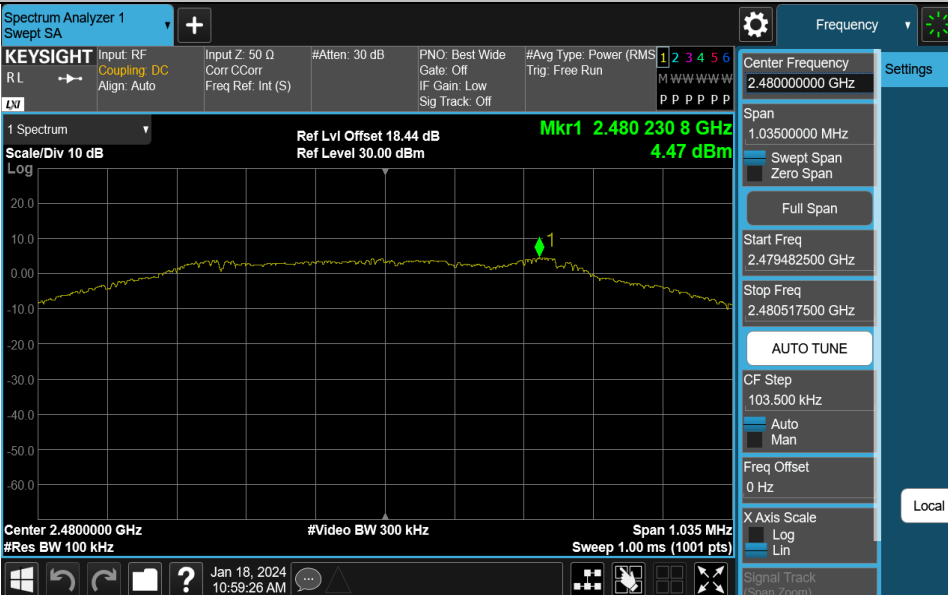 Spectrum Analyzer 1
Swept SA
+
Frequency
KEYSIGHT
R L
LXI
Input: RF
Coupling: DC
Align: Auto
Input Z: 50 Ω
Corr CCorr
Freq Ref: Int (S)
#Atten: 30 dB
PNO: Best Wide
Gate: Off
IF Gain: Low
Sig Track: Off
#Avg Type: Power (RMS
Trig: Free Run
1 2 3 4 5 6
M W W W W W
P P P P P P
1 Spectrum
Scale/Div 10 dB
Ref Lvl Offset 18.44 dB
Ref Level 30.00 dBm
Mkr1 2.480 230 8 GHz
4.47 dBm
Log
20.0
10.0
0.00
-10.0
-20.0
-30.0
-40.0
-50.0
-60.0
1
Center 2.4800000 GHz
#Res BW 100 kHz
#Video BW 300 kHz
Span 1.035 MHz
Sweep 1.00 ms (1001 pts)
Jan 18, 2024
10:59:26 AM
?
Center Frequency
2.480000000 GHz
Settings
Span
1.03500000 MHz
Swept Span
Zero Span
Full Span
Start Freq
2.479482500 GHz
Stop Freq
2.480517500 GHz
AUTO TUNE
CF Step
103.500 kHz
Auto
Man
Freq Offset
0 Hz
Local
X Axis Scale
Log
Lin
Signal Track
(Span Zoom)